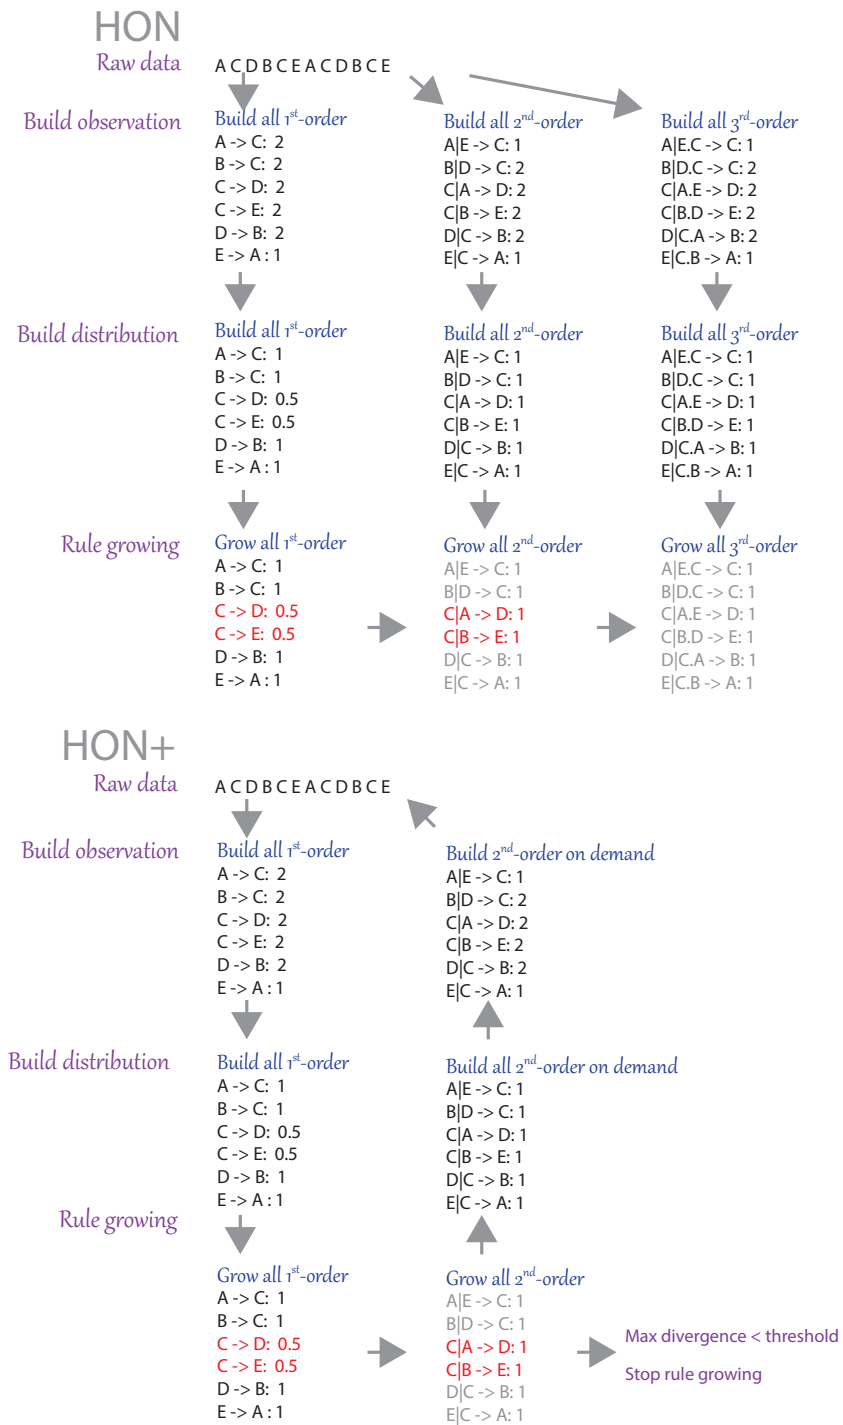 HON
Raw data
A C D B C E A C D B C E
Build observation
Build all 1st-order
A -> C: 2
B -> C: 2
C -> D: 2
C -> E: 2
D -> B: 2
E -> A : 1
Build all 2nd-order
A|E -> C: 1
B|D -> C: 2
C|A -> D: 2
C|B -> E: 2
D|C -> B: 2
E|C -> A: 1
Build all 3rd-order
A|E.C -> C: 1
B|D.C -> C: 2
C|A.E -> D: 2
C|B.D -> E: 2
D|C.A -> B: 2
E|C.B -> A: 1
Build distribution
Build all 1st-order
A -> C: 1
B -> C: 1
C -> D: 0.5
C -> E: 0.5
D -> B: 1
E -> A : 1
Build all 2nd-order
A|E -> C: 1
B|D -> C: 1
C|A -> D: 1
C|B -> E: 1
D|C -> B: 1
E|C -> A: 1
Build all 3rd-order
A|E.C -> C: 1
B|D.C -> C: 1
C|A.E -> D: 1
C|B.D -> E: 1
D|C.A -> B: 1
E|C.B -> A: 1
Rule growing
Grow all 1st-order
A -> C: 1
B -> C: 1
C -> D: 0.5
C -> E: 0.5
D -> B: 1
E -> A : 1
Grow all 2nd-order
A|E -> C: 1
B|D -> C: 1
C|A -> D: 1
C|B -> E: 1
D|C -> B: 1
E|C -> A: 1
Grow all 3rd-order
A|E.C -> C: 1
B|D.C -> C: 1
C|A.E -> D: 1
C|B.D -> E: 1
D|C.A -> B: 1
E|C.B -> A: 1
HON+
Raw data
A C D B C E A C D B C E
Build observation
Build all 1st-order
A -> C: 2
B -> C: 2
C -> D: 2
C -> E: 2
D -> B: 2
E -> A : 1
Build 2nd-order on demand
A|E -> C: 1
B|D -> C: 2
C|A -> D: 2
C|B -> E: 2
D|C -> B: 2
E|C -> A: 1
Build distribution
Build all 1st-order
A -> C: 1
B -> C: 1
C -> D: 0.5
C -> E: 0.5
D -> B: 1
E -> A : 1
Build all 2nd-order on demand
A|E -> C: 1
B|D -> C: 1
C|A -> D: 1
C|B -> E: 1
D|C -> B: 1
E|C -> A: 1
Rule growing
Grow all 1st-order
A -> C: 1
B -> C: 1
C -> D: 0.5
C -> E: 0.5
D -> B: 1
E -> A : 1
Grow all 2nd-order
A|E -> C: 1
B|D -> C: 1
C|A -> D: 1
C|B -> E: 1
D|C -> B: 1
E|C -> A: 1
Max divergence < threshold
Stop rule growing